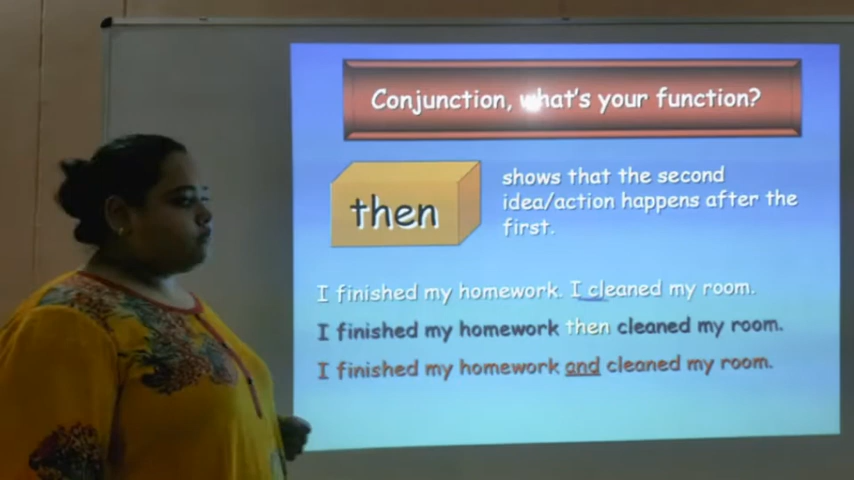 Conjunction, what's your function?
then
shows that the second
idea/action happens after the
first.
I finished my homework. I cleaned my room.
I finished my homework then cleaned my room.
I finished my homework and cleaned my room.